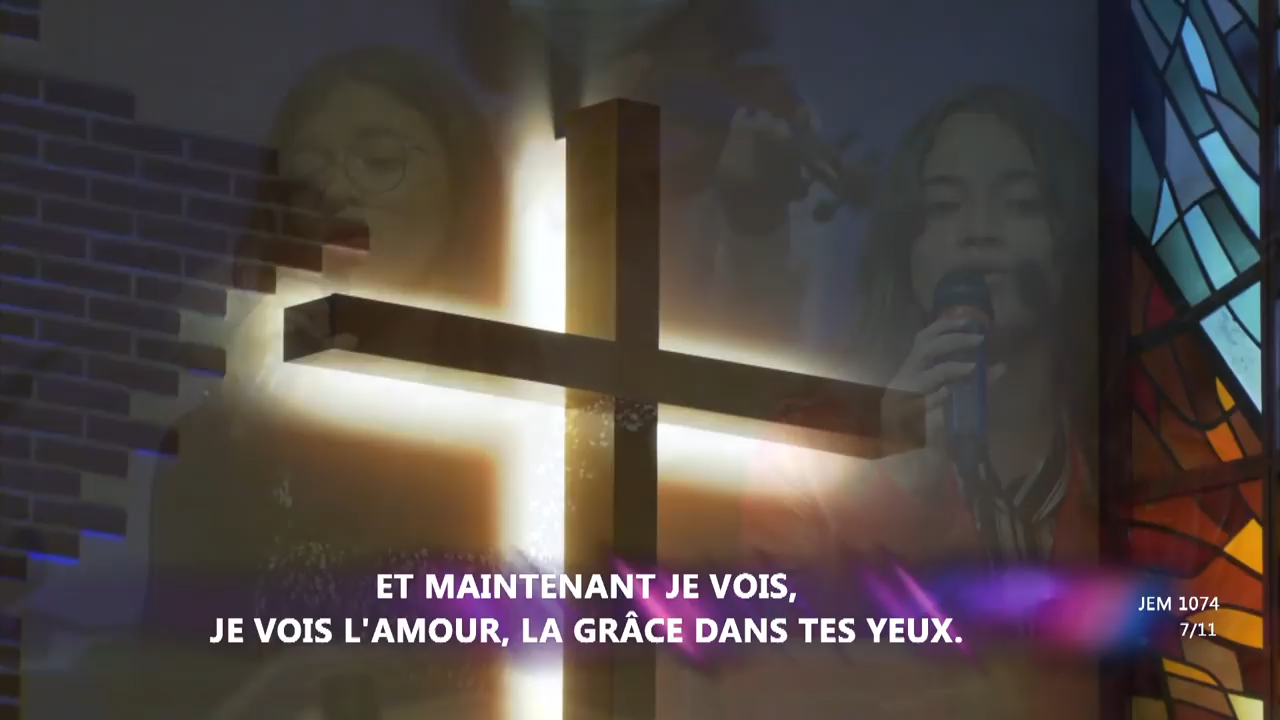 ET MAINTENANT JE VOIS,
JE VOIS L'AMOUR, LA GRÂCE DANS TES YEUX.
JEM 1074
7/11